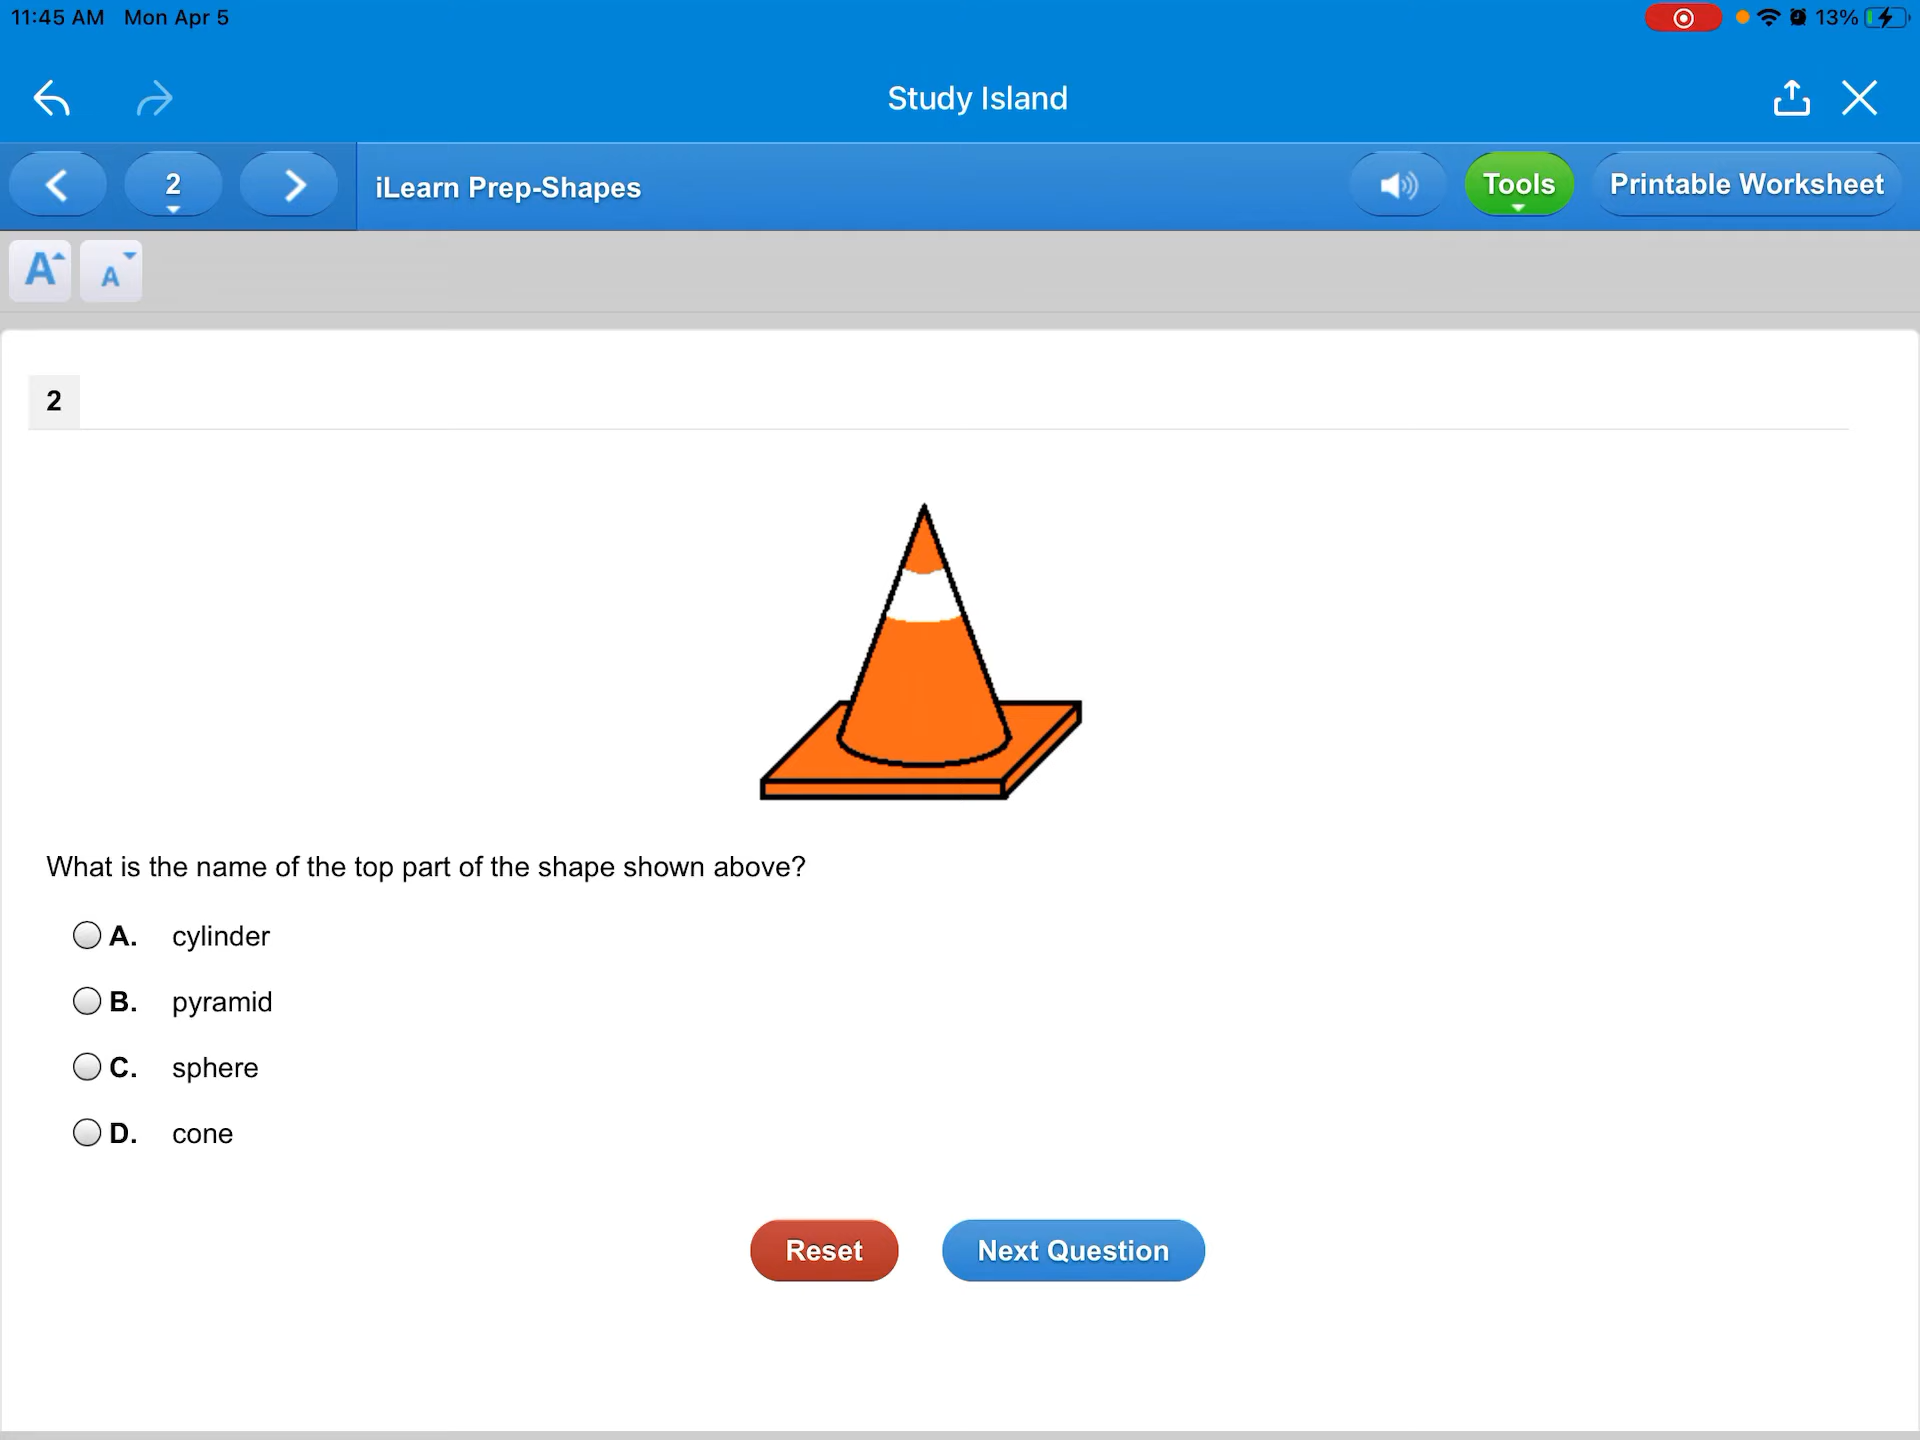 11:45 AM Mon Apr 5
13%
Study Island
2
iLearn Prep-Shapes
Tools
Printable Worksheet
A A
2
What is the name of the top part of the shape shown above?
A. cylinder
B. pyramid
C. sphere
D. cone
Reset
Next Question